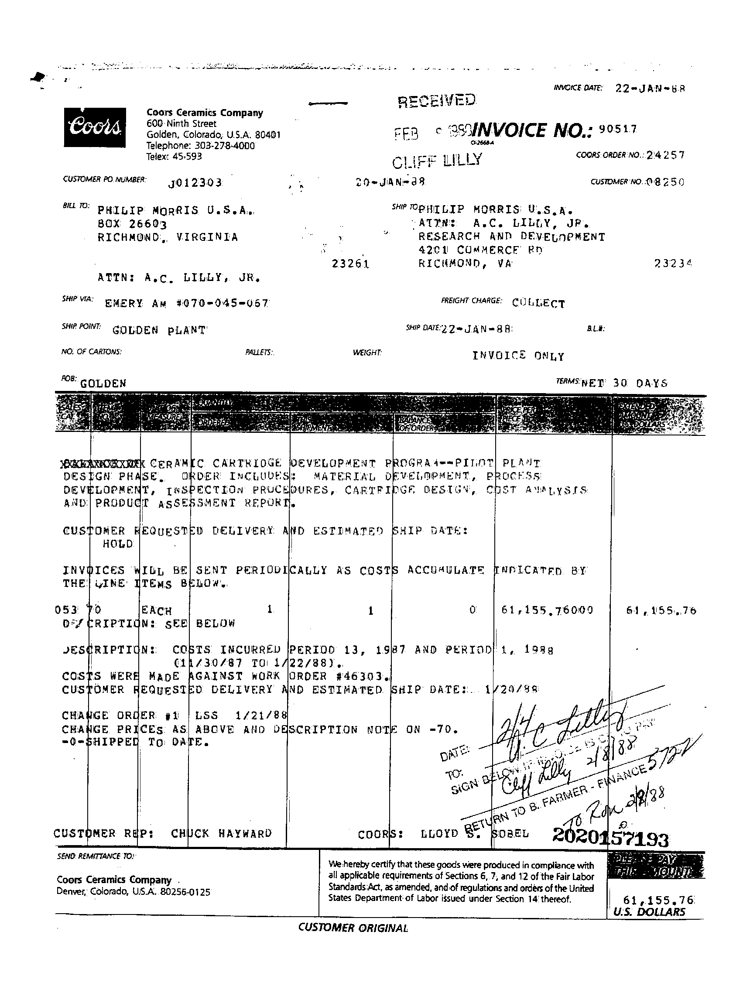 INVOICE DATE: 22-JAN-88
RECEIVED
Coors
Coors Ceramics Company
600 Ninth Street
Golden, Colorado, U.S.A. 80401
Telephone: 303-278-4000
Telex: 45-593
FEB
INVOICE NO.: 90517
O-2668-A
CLIFF LILLY
COORS ORDER NO.: 24257
CUSTOMER PO NUMBER: J012303
20-JAN-88
CUSTOMER NO. 08250
BILL TO: PHILIP MORRIS U.S.A.
BOX 26603
RICHMOND, VIRGINIA
23261
ATTN: A.C. LILLY, JR.
SHIP TO PHILIP MORRIS U.S.A.
ATTN: A.C. LILLY, JR.
RESEARCH AND DEVELOPMENT
4201 COMMERCE RD
RICHMOND, VA 23234
SHIP VIA: EMERY AM #070-045-067
FREIGHT CHARGE: COLLECT
SHIP POINT: GOLDEN PLANT
SHIP DATE: 22-JAN-88
B.L.#:
NO. OF CARTONS: PALLETS: WEIGHT: INVOICE ONLY
FOB: GOLDEN
TERMS: NET 30 DAYS
CERAMIC CARTRIDGE DEVELOPMENT PROGRAM--PILOT PLANT
DESIGN PHASE. ORDER INCLUDES: MATERIAL DEVELOPMENT, PROCESS
DEVELOPMENT, INSPECTION PROCEDURES, CARTRIDGE DESIGN, COST ANALYSIS
AND PRODUCT ASSESSMENT REPORT.
CUSTOMER REQUESTED DELIVERY AND ESTIMATED SHIP DATE:
HOLD
INVOICES WILL BE SENT PERIODICALLY AS COSTS ACCUMULATE INDICATED BY
THE LINE ITEMS BELOW.
053 70 EACH 1 1 0 61,155.76000 61,155.76
DESCRIPTION: SEE BELOW
DESCRIPTION: COSTS INCURRED PERIOD 13, 1987 AND PERIOD 1, 1988
(11/30/87 TO 1/22/88).
COSTS WERE MADE AGAINST WORK ORDER #46303.
CUSTOMER REQUESTED DELIVERY AND ESTIMATED SHIP DATE: 1/20/88
CHANGE ORDER #1 LSS 1/21/88
CHANGE PRICES AS ABOVE AND DESCRIPTION NOTE ON -70.
-0-SHIPPED TO DATE.
DATE: 2/4
A. C. Lilly
TO:
SIGN BELOW IF INVOICE IS OK TO PAY
Cliff Lilly 2/8/88
RETURN TO B. FARMER - FINANCE 5722
To Ron 2/8/88
CUSTOMER REP: CHUCK HAYWARD
COORS: LLOYD S. SOBEL
2020157193
SEND REMITTANCE TO:
Coors Ceramics Company
Denver, Colorado, U.S.A. 80256-0125
We hereby certify that these goods were produced in compliance with
all applicable requirements of Sections 6, 7, and 12 of the Fair Labor
Standards Act, as amended, and of regulations and orders of the United
States Department of Labor issued under Section 14 thereof.
PLEASE PAY
THIS AMOUNT
61,155.76
U.S. DOLLARS
CUSTOMER ORIGINAL